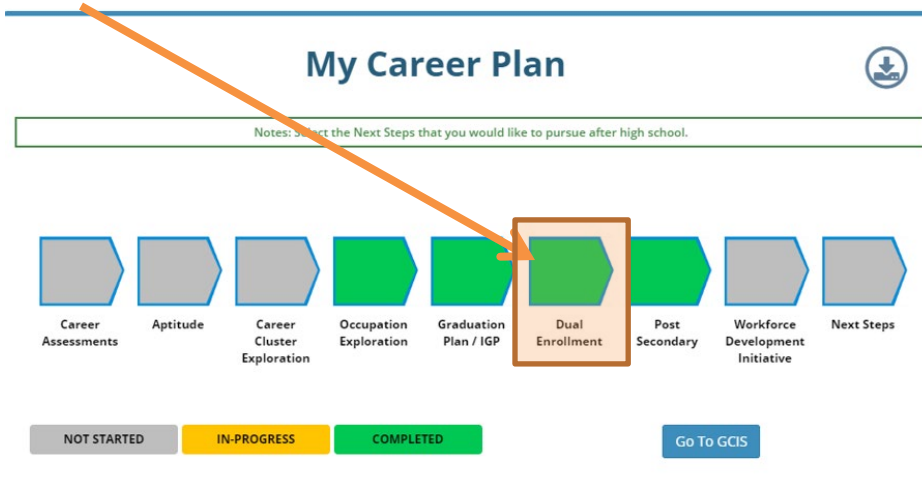 My Career Plan
Notes: Select the Next Steps that you would like to pursue after high school.
Career
Assessments
Aptitude
Career
Cluster
Exploration
Occupation
Exploration
Graduation
Plan / IGP
Dual
Enrollment
Post
Secondary
Workforce
Development
Initiative
Next Steps
NOT STARTED
IN-PROGRESS
COMPLETED
Go To GCIS